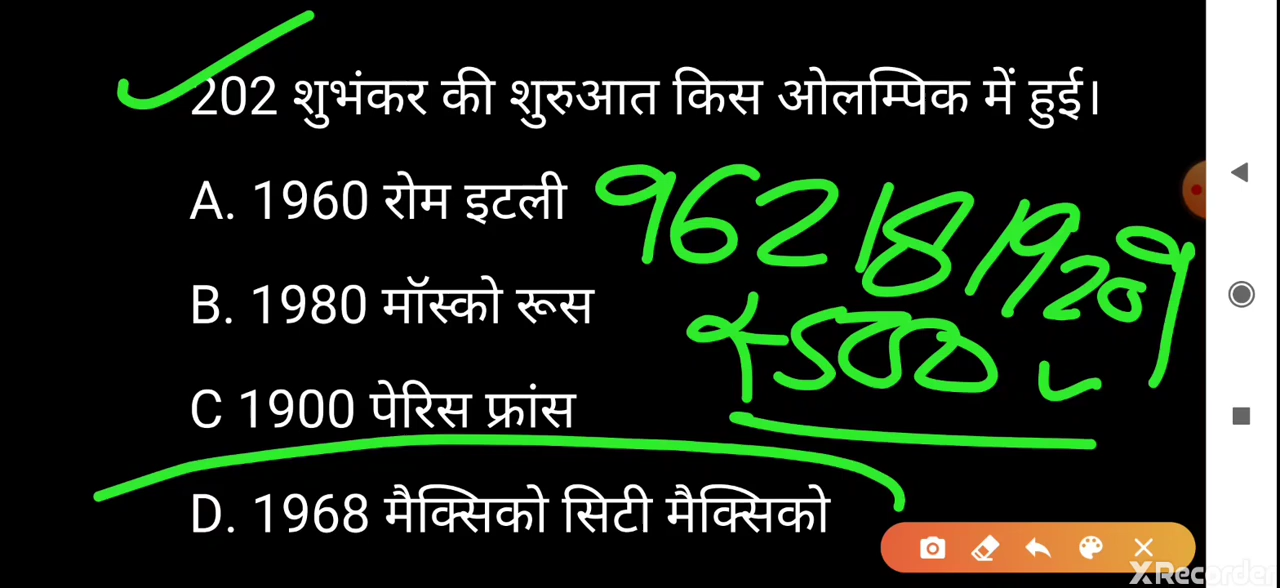 202 शुभंकर की शुरुआत किस ओलम्पिक में हुई।
A. 1960 रोम इटली
9621819209
B. 1980 मॉस्को रूस
₹500
C 1900 पेरिस फ्रांस
D. 1968 मैक्सिको सिटी मैक्सिको
XRecorder